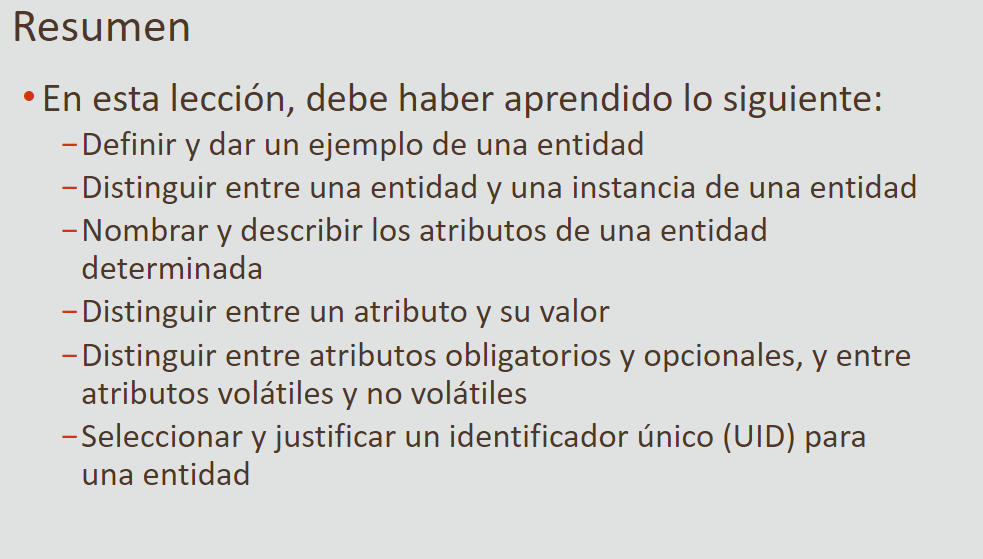 Resumen
• En esta lección, debe haber aprendido lo siguiente:
–Definir y dar un ejemplo de una entidad
–Distinguir entre una entidad y una instancia de una entidad
–Nombrar y describir los atributos de una entidad
determinada
–Distinguir entre un atributo y su valor
–Distinguir entre atributos obligatorios y opcionales, y entre
atributos volátiles y no volátiles
–Seleccionar y justificar un identificador único (UID) para
una entidad